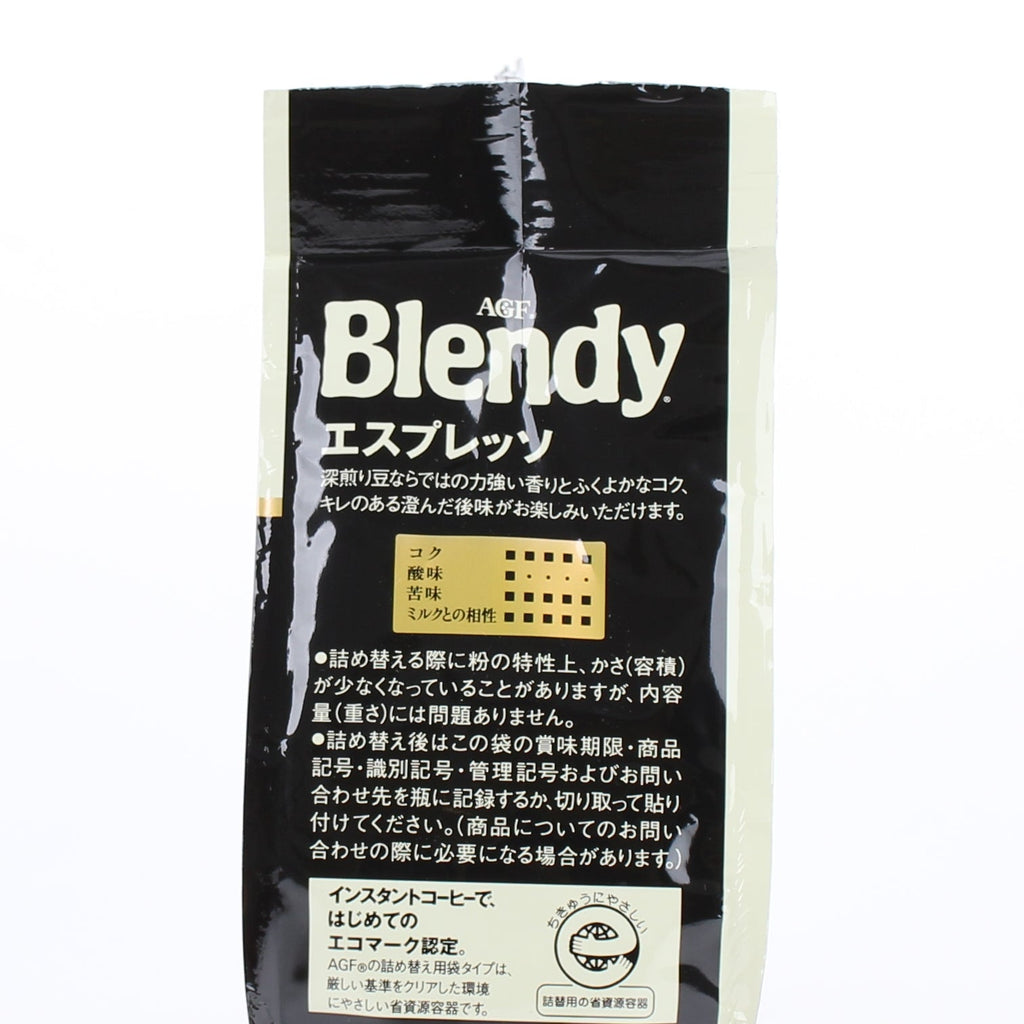 AGF®
Blendy®
エスプレッソ
深煎り豆ならではの力強い香りとふくよかなコク、
キレのある澄んだ後味がお楽しみいただけます。
コク ■ ■ ■ ■ ■
酸味 ■ ・ ・ ・ ・
苦味 ■ ■ ■ ■ ■
ミルクとの相性 ■ ■ ■ ■ ■
●詰め替える際に粉の特性上、かさ(容積)
が少なくなっていることがありますが、内容
量(重さ)には問題ありません。
●詰め替え後はこの袋の賞味期限・商品
記号・識別記号・管理記号およびお問い
合わせ先を瓶に記録するか、切り取って貼り
付けてください。(商品についてのお問い
合わせの際に必要になる場合があります。)
インスタントコーヒーで、
はじめての
エコマーク認定。
AGF®の詰め替え用袋タイプは、
厳しい基準をクリアした環境
にやさしい省資源容器です。
ちきゅうにやさしい
詰替用の省資源容器